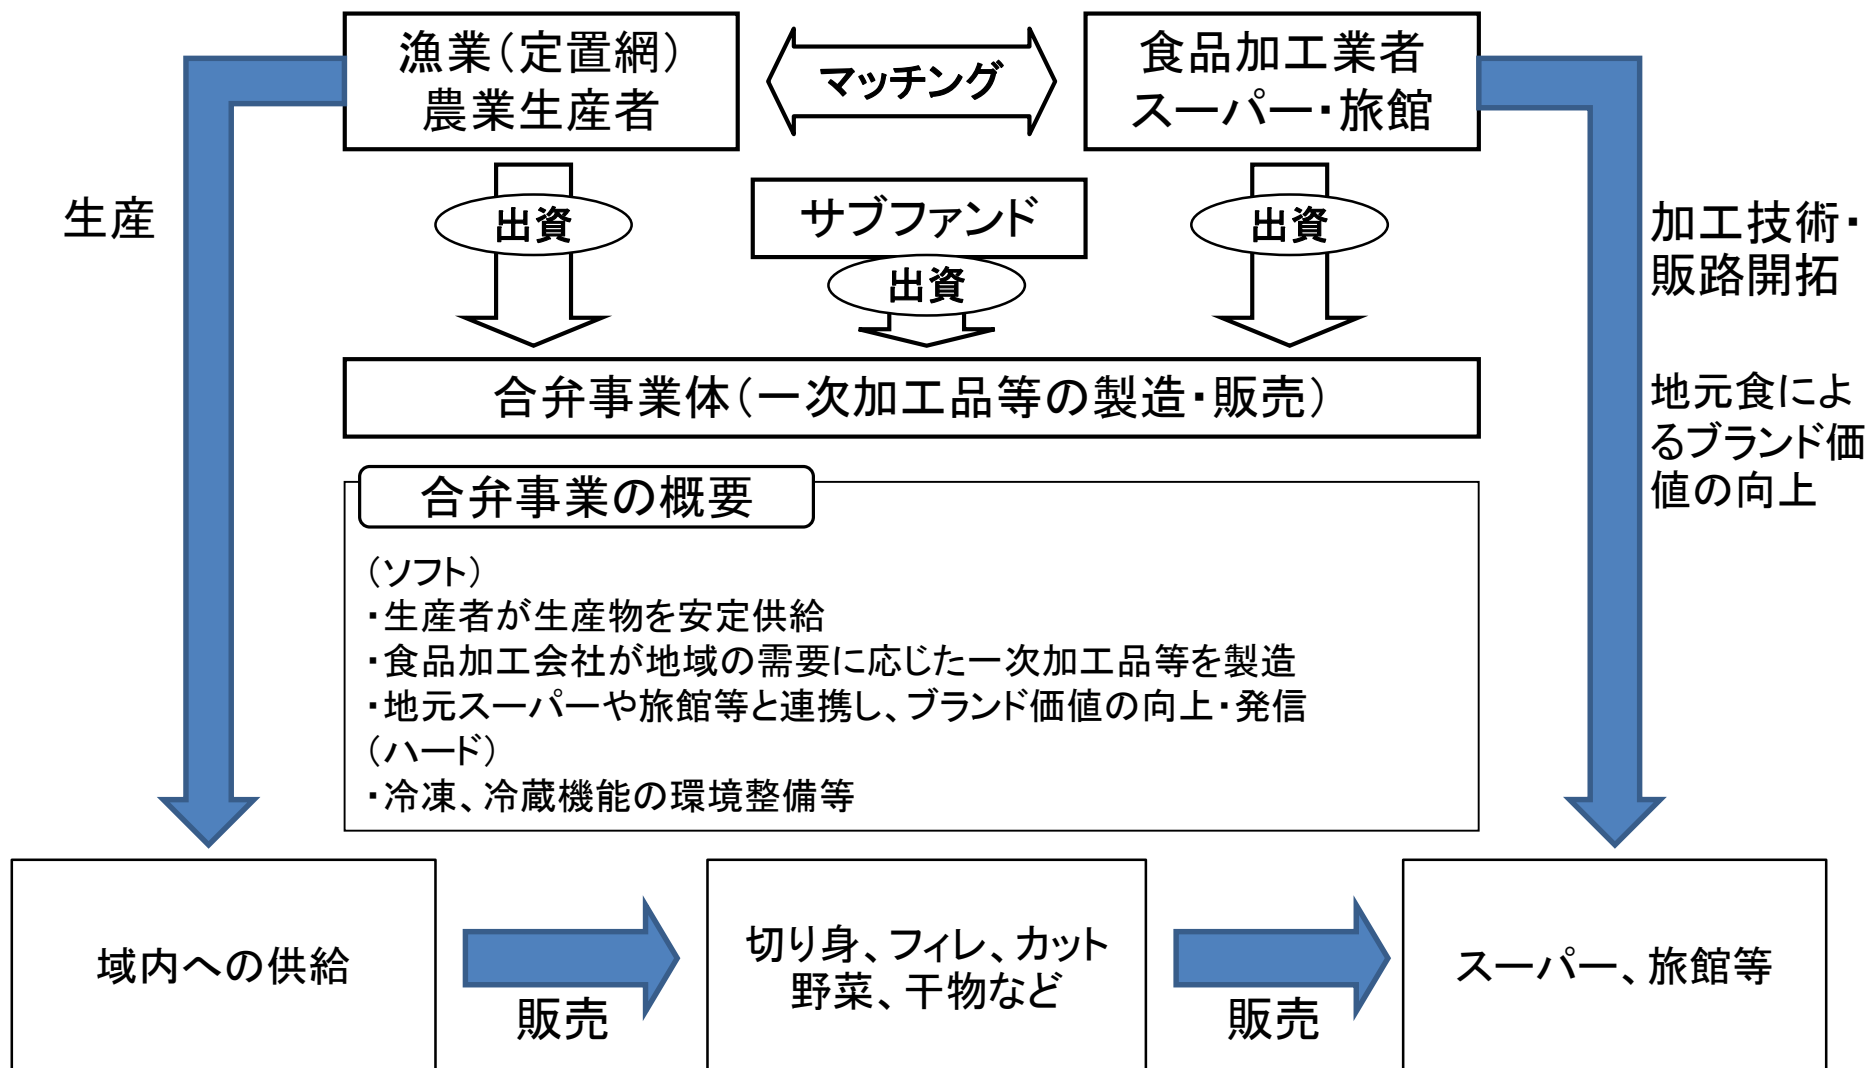 漁業（定置網）
農業生産者
マッチング
食品加工業者
スーパー・旅館
生産
出資
サブファンド
出資
出資
加工技術・
販路開拓
地元食によ
るブランド価
値の向上
合弁事業体（一次加工品等の製造・販売）
合弁事業の概要
（ソフト）
・生産者が生産物を安定供給
・食品加工会社が地域の需要に応じた一次加工品等を製造
・地元スーパーや旅館等と連携し、ブランド価値の向上・発信
（ハード）
・冷凍、冷蔵機能の環境整備等
域内への供給
販売
切り身、フィレ、カット
野菜、干物など
販売
スーパー、旅館等